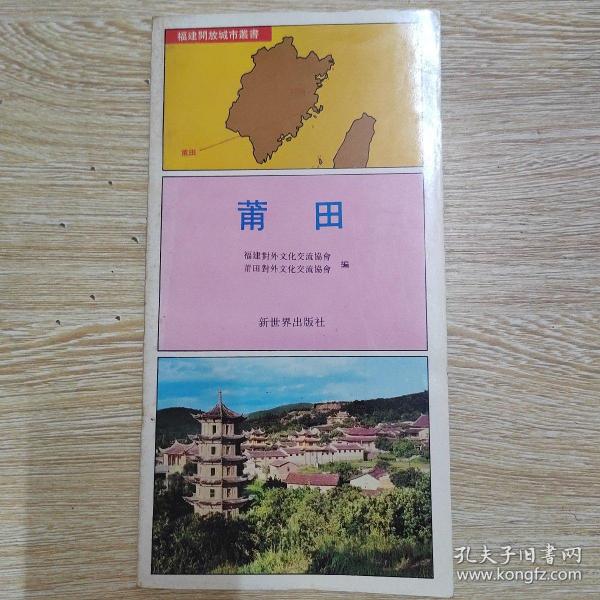 福建開放城市叢書
莆田
莆田
福建對外文化交流協會
莆田對外文化交流協會
编
新世界出版社
孔夫子旧书网
www.kongfz.com